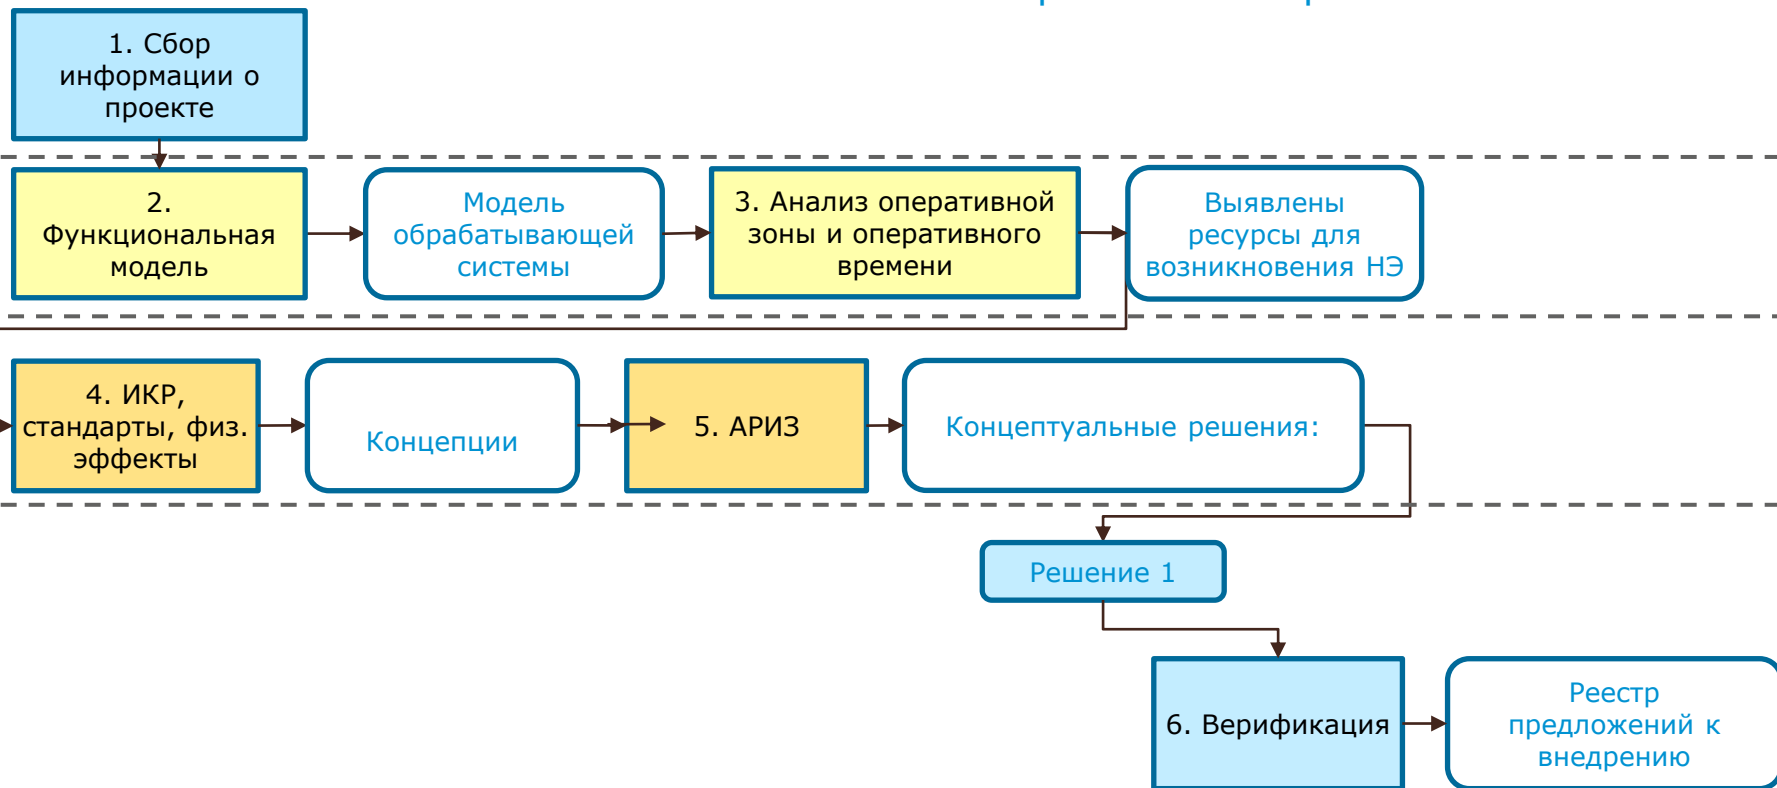 1. Сбор
информации о
проекте
2.
Функциональная
модель
Модель
обрабатывающей
системы
3. Анализ оперативной
зоны и оперативного
времени
Выявлены
ресурсы для
возникновения НЭ
4. ИКР,
стандарты, физ.
эффекты
Концепции
5. АРИЗ
Концептуальные решения:
Решение 1
6. Верификация
Реестр
предложений к
внедрению